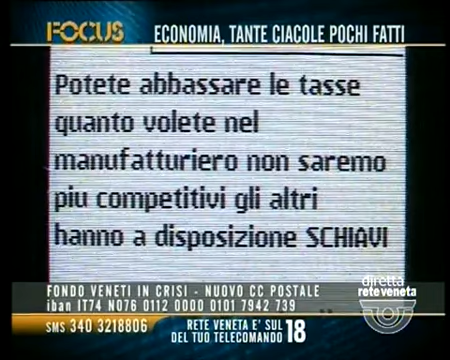 FOCUS
ECONOMIA, TANTE CIACOLE POCHI FATTI
Potete abbassare le tasse
quanto volete nel
manufatturiero non saremo
piu competitivi gli altri
hanno a disposizione SCHIAVI
diretta
reteveneta
FONDO VENETI IN CRISI - NUOVO CC POSTALE
iban IT74 N076 0112 0000 0101 7942 739
SMS 340 3218806
RETE VENETA E' SUL
DEL TUO TELECOMANDO
18